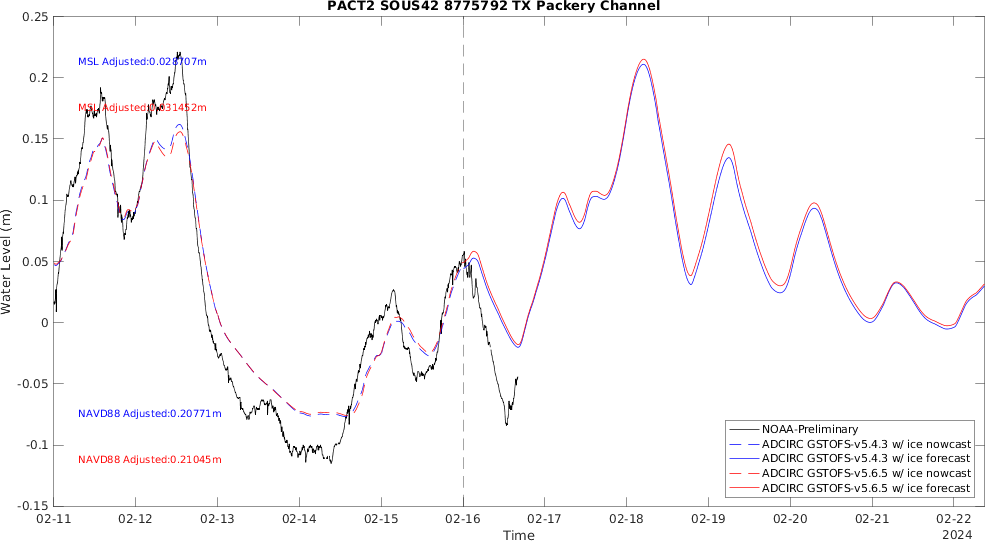 PACT2 SOUS42 8775792 TX Packery Channel
0.25
0.2
0.15
0.1
0.05
0
-0.05
-0.1
-0.15
Water Level (m)
MSL Adjusted:0.028707m
MSL Adjusted:0.031452m
NAVD88 Adjusted:0.20771m
NAVD88 Adjusted:0.21045m
NOAA-Preliminary
ADCIRC GSTOFS-v5.4.3 w/ ice nowcast
ADCIRC GSTOFS-v5.4.3 w/ ice forecast
ADCIRC GSTOFS-v5.6.5 w/ ice nowcast
ADCIRC GSTOFS-v5.6.5 w/ ice forecast
02-11 02-12 02-13 02-14 02-15 02-16 02-17 02-18 02-19 02-20 02-21 02-22
Time
2024